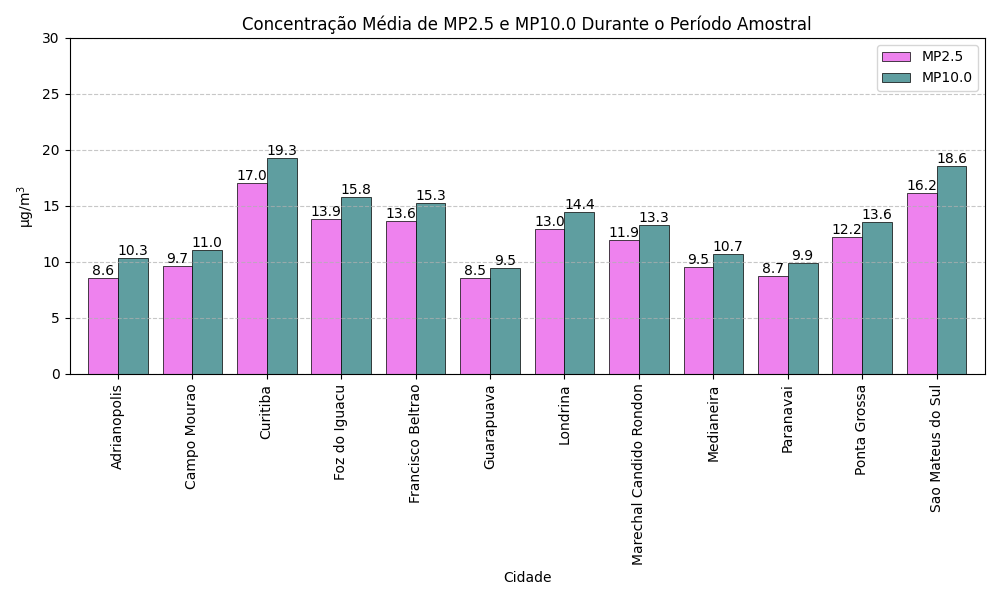 Concentração Média de MP2.5 e MP10.0 Durante o Período Amostral
MP2.5
MP10.0
µg/m³
30
25
20
15
10
5
0
8.6
10.3
9.7
11.0
17.0
19.3
13.9
15.8
13.6
15.3
8.5
9.5
13.0
14.4
11.9
13.3
9.5
10.7
8.7
9.9
12.2
13.6
16.2
18.6
Adrianopolis
Campo Mourao
Curitiba
Foz do Iguacu
Francisco Beltrao
Guarapuava
Londrina
Marechal Candido Rondon
Medianeira
Paranavai
Ponta Grossa
Sao Mateus do Sul
Cidade